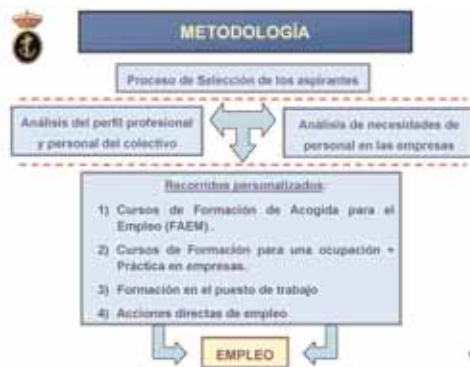 METODOLOGÍA
Proceso de Selección de los aspirantes
Análisis del perfil profesional
y personal del colectivo
Análisis de necesidades de
personal en las empresas
Recorridos personalizados:
1) Cursos de Formación de Acogida para el
Empleo (FAEM).
2) Cursos de Formación para una ocupación +
Práctica en empresas.
3) Formación en el puesto de trabajo
4) Acciones directas de empleo
EMPLEO